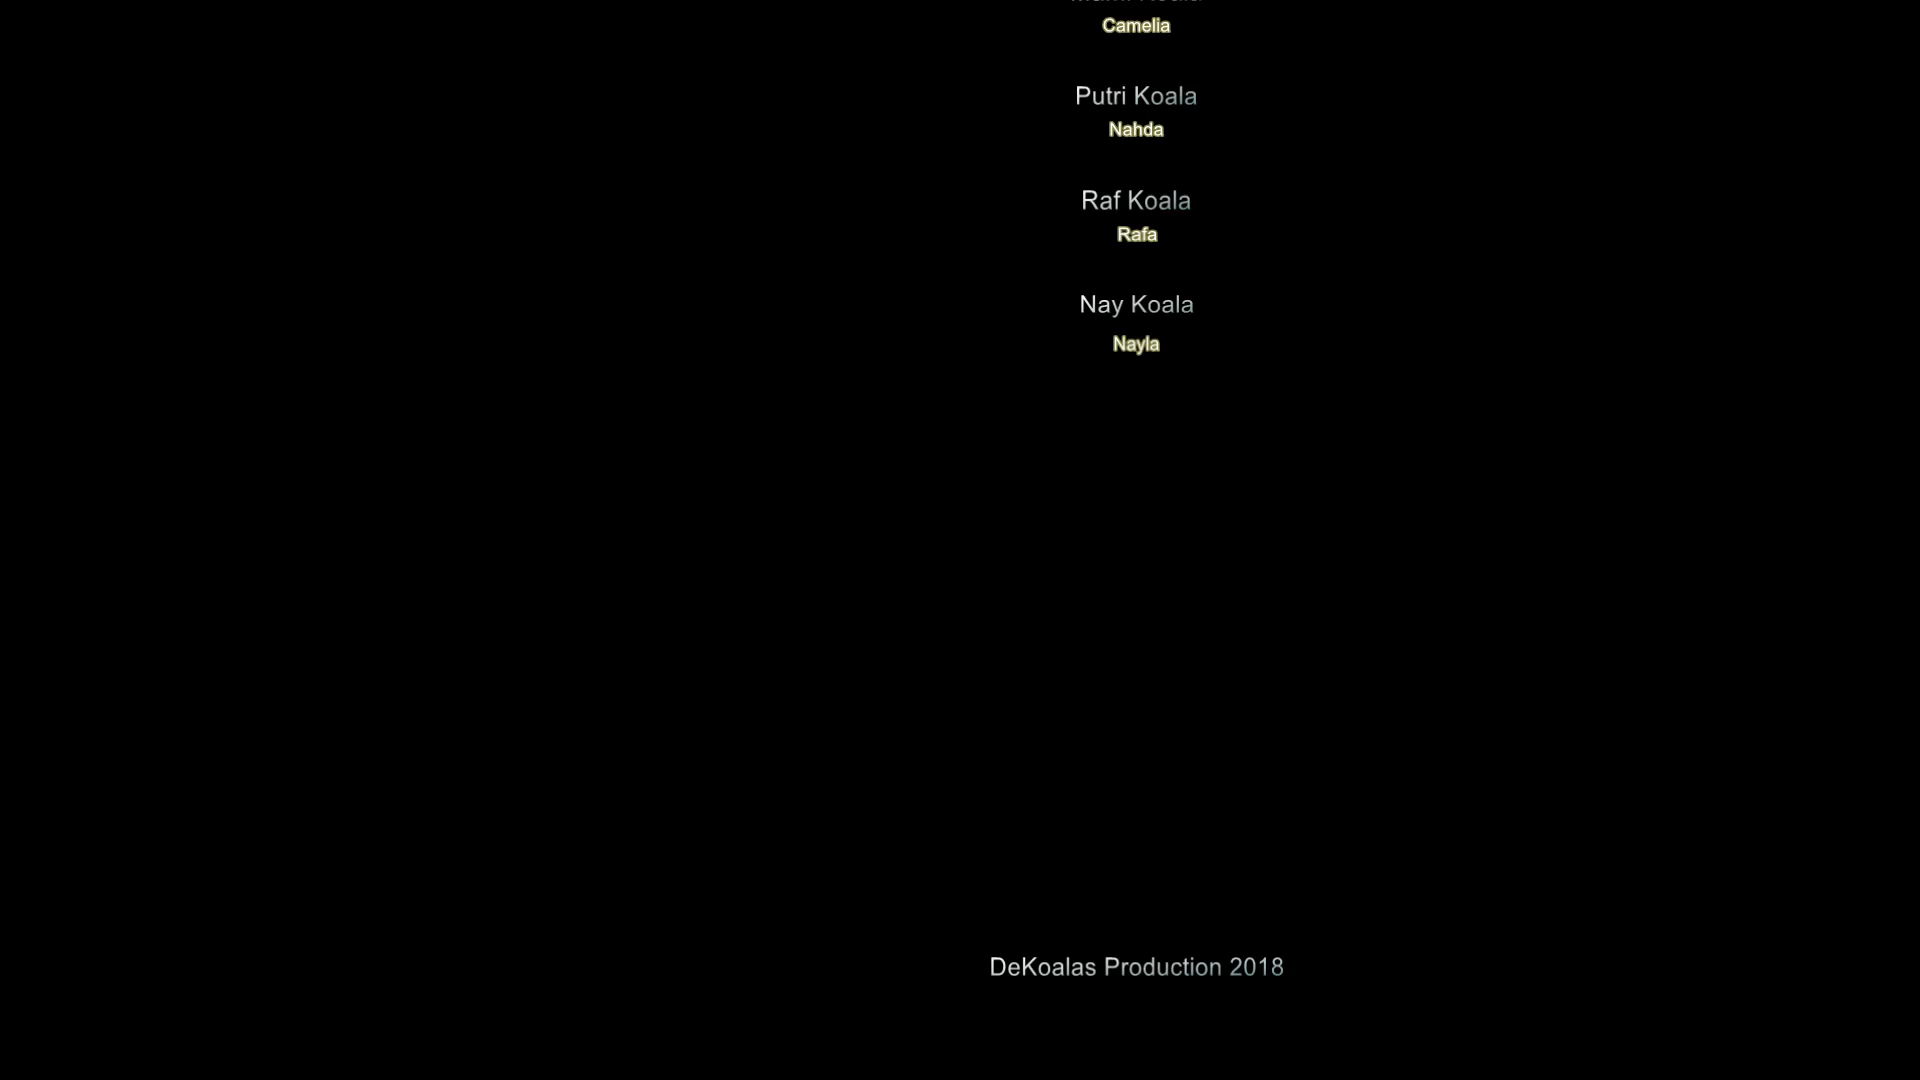 Camelia
Putri Koala
Nahda
Raf Koala
Rafa
Nay Koala
Nayla
DeKoalas Production 2018